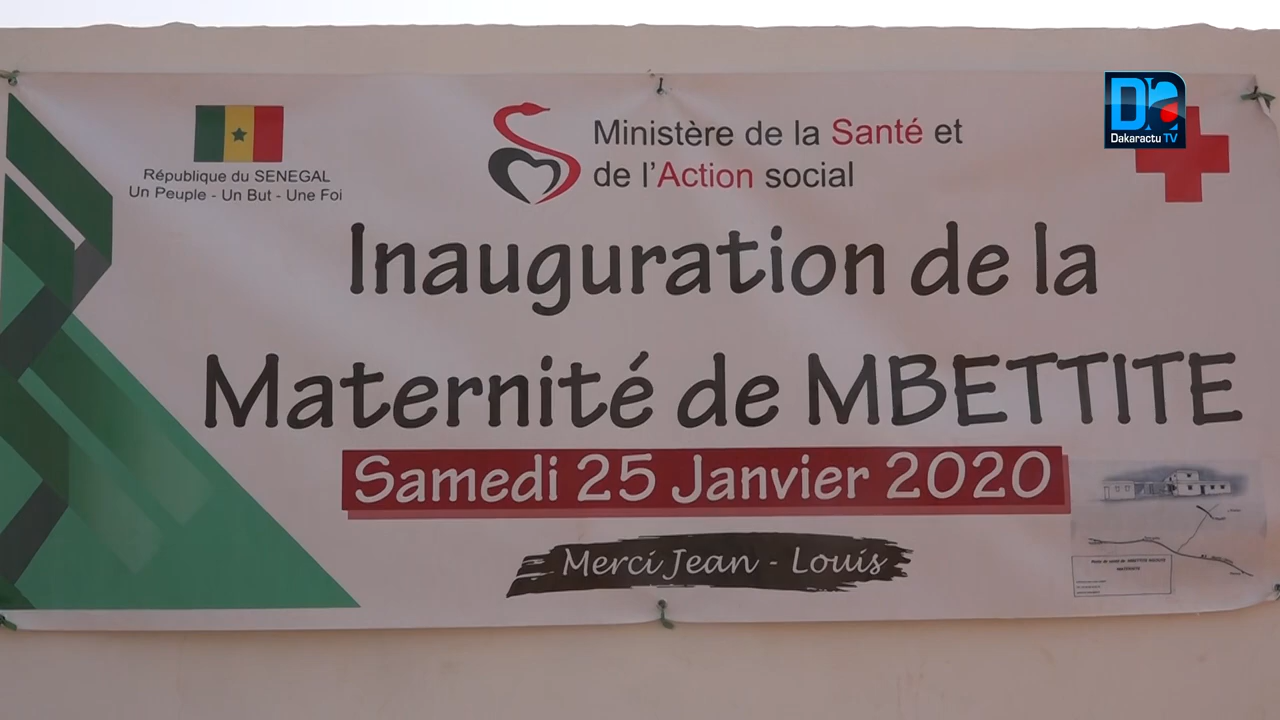 Dakaractu TV
République du SENEGAL
Un Peuple - Un But - Une Foi
Ministère de la Santé et
de l'Action social
Inauguration de la
Maternité de MBETTITE
Samedi 25 Janvier 2020
Merci Jean - Louis
MATERNITE